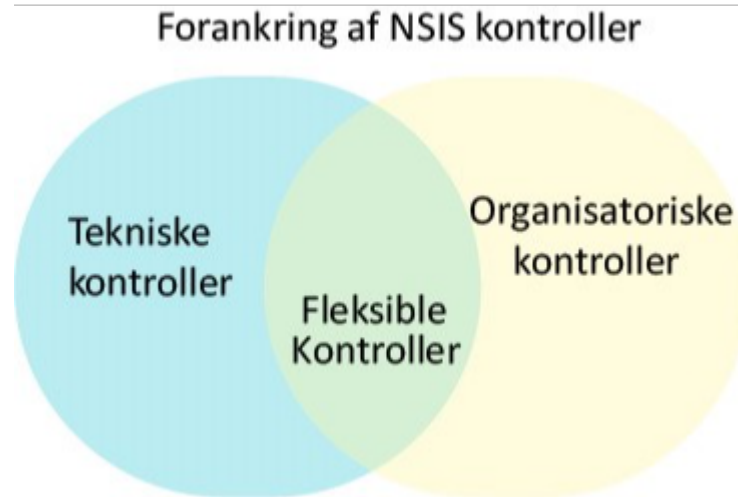 Forankring af NSIS kontroller
Tekniske
kontroller
Fleksible
Kontroller
Organisatoriske
kontroller